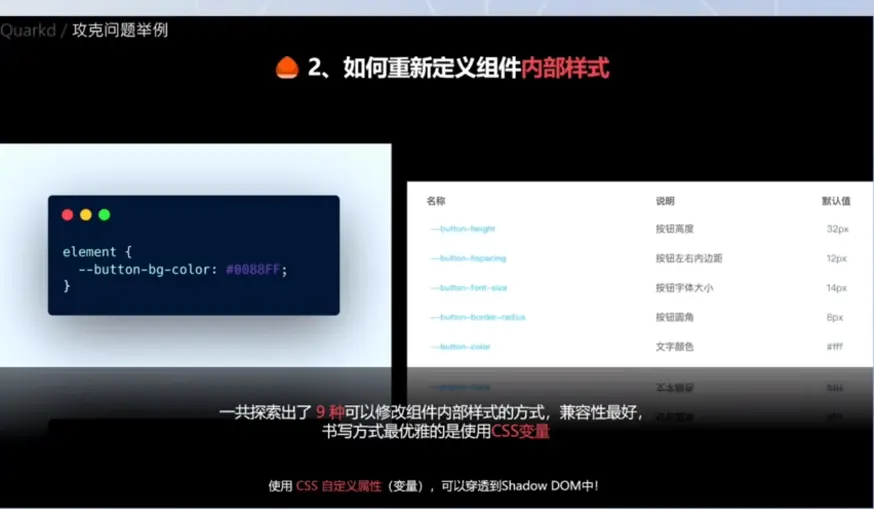 Quarkd / 攻克问题举例
2、如何重新定义组件内部样式
element {
--button-bg-color: #0088FF;
}
名称 说明 默认值
--button-height 按钮高度 32px
--button-hspacing 按钮左右内边距 12px
--button-font-size 按钮字体大小 14px
--button-border-radius 按钮圆角 6px
--button-color 文字颜色 #fff
一共探索出了 9 种可以修改组件内部样式的方式，兼容性最好，
书写方式最优雅的是使用CSS变量
使用 CSS 自定义属性（变量），可以穿透到Shadow DOM中！